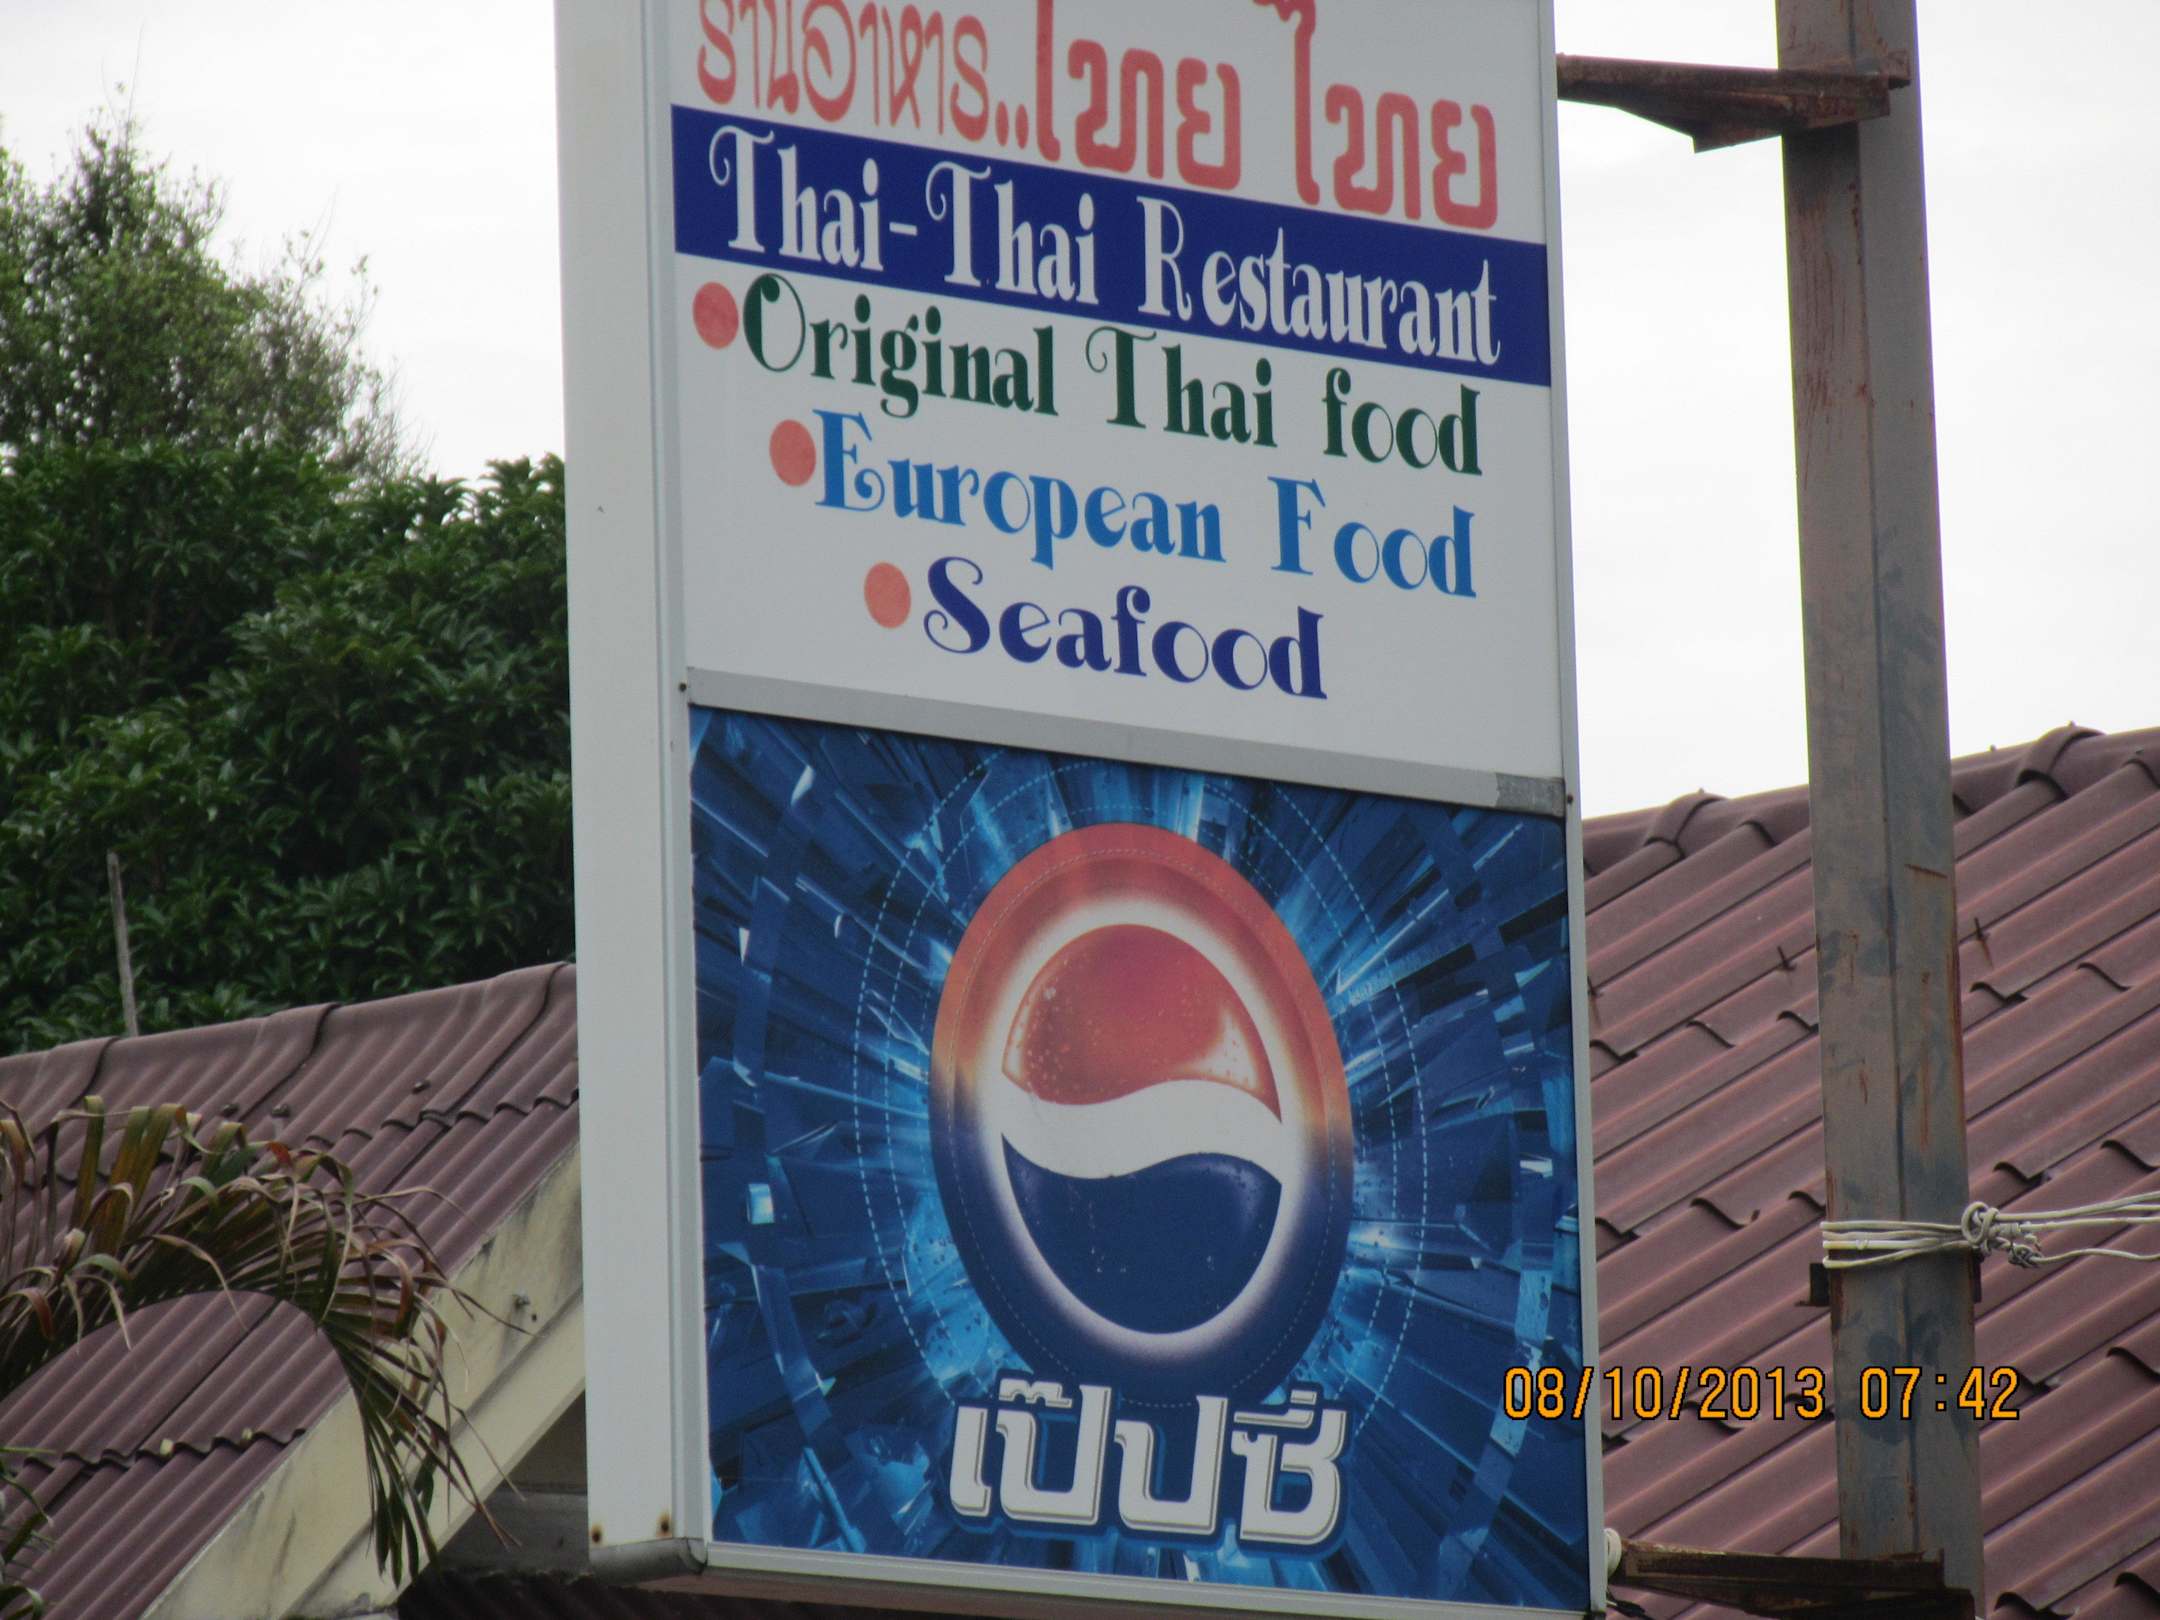 ร้านอาหาร..ไทย ไทย
Thai-Thai Restaurant
Original Thai food
European Food
Seafood
เป๊ปซี่
08/10/2013 07:42